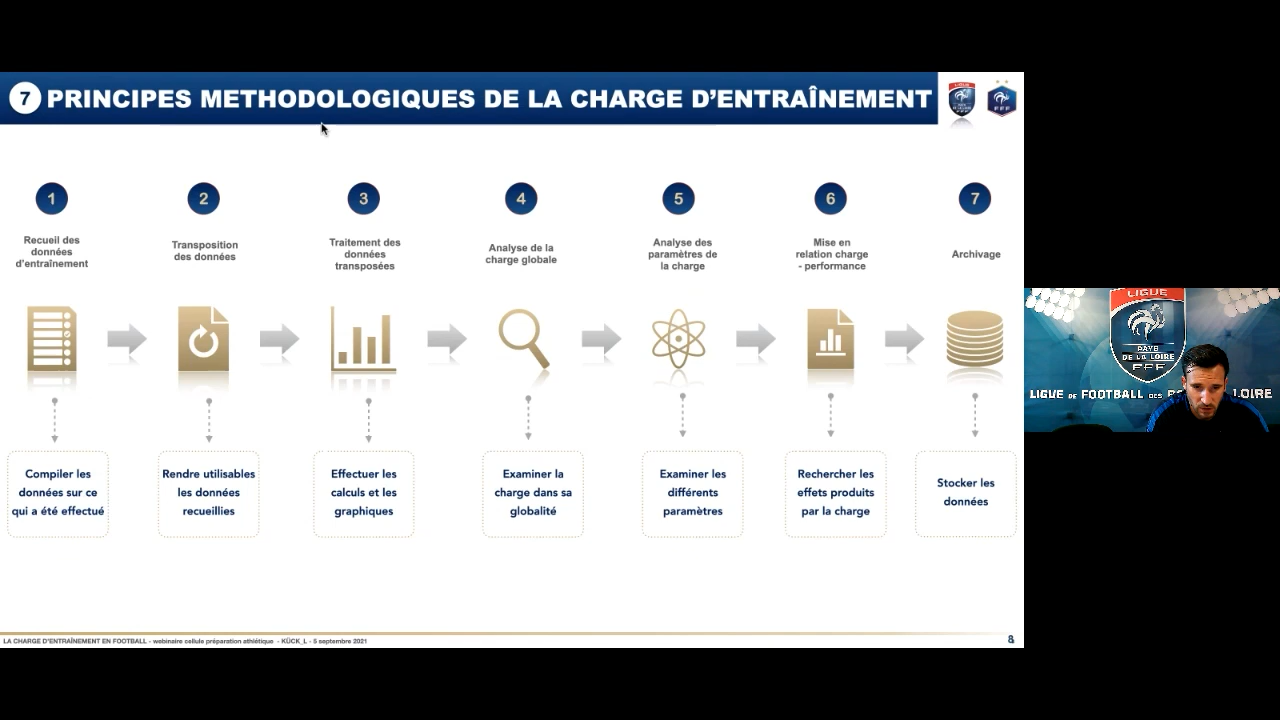 7 PRINCIPES METHODOLOGIQUES DE LA CHARGE D'ENTRAÎNEMENT
FFF
1
Recueil des
données
d'entraînement
Compiler les
données sur ce
qui a été effectué
2
Transposition
des données
Rendre utilisables
les données
recueillies
3
Traitement des
données
transposées
Effectuer les
calculs et les
graphiques
4
Analyse de la
charge globale
Examiner la
charge dans sa
globalité
5
Analyse des
paramètres de
la charge
Examiner les
différents
paramètres
6
Mise en
relation charge
- performance
Rechercher les
effets produits
par la charge
7
Archivage
Stocker les
données
LIGUE
PAYS
DE LA LOIRE
FFF
LIGUE DE FOOTBALL DES P LOIRE
LA CHARGE D'ENTRAÎNEMENT EN FOOTBALL - webinaire cellule préparation athlétique - KÜCK_L - 5 septembre 2021
8